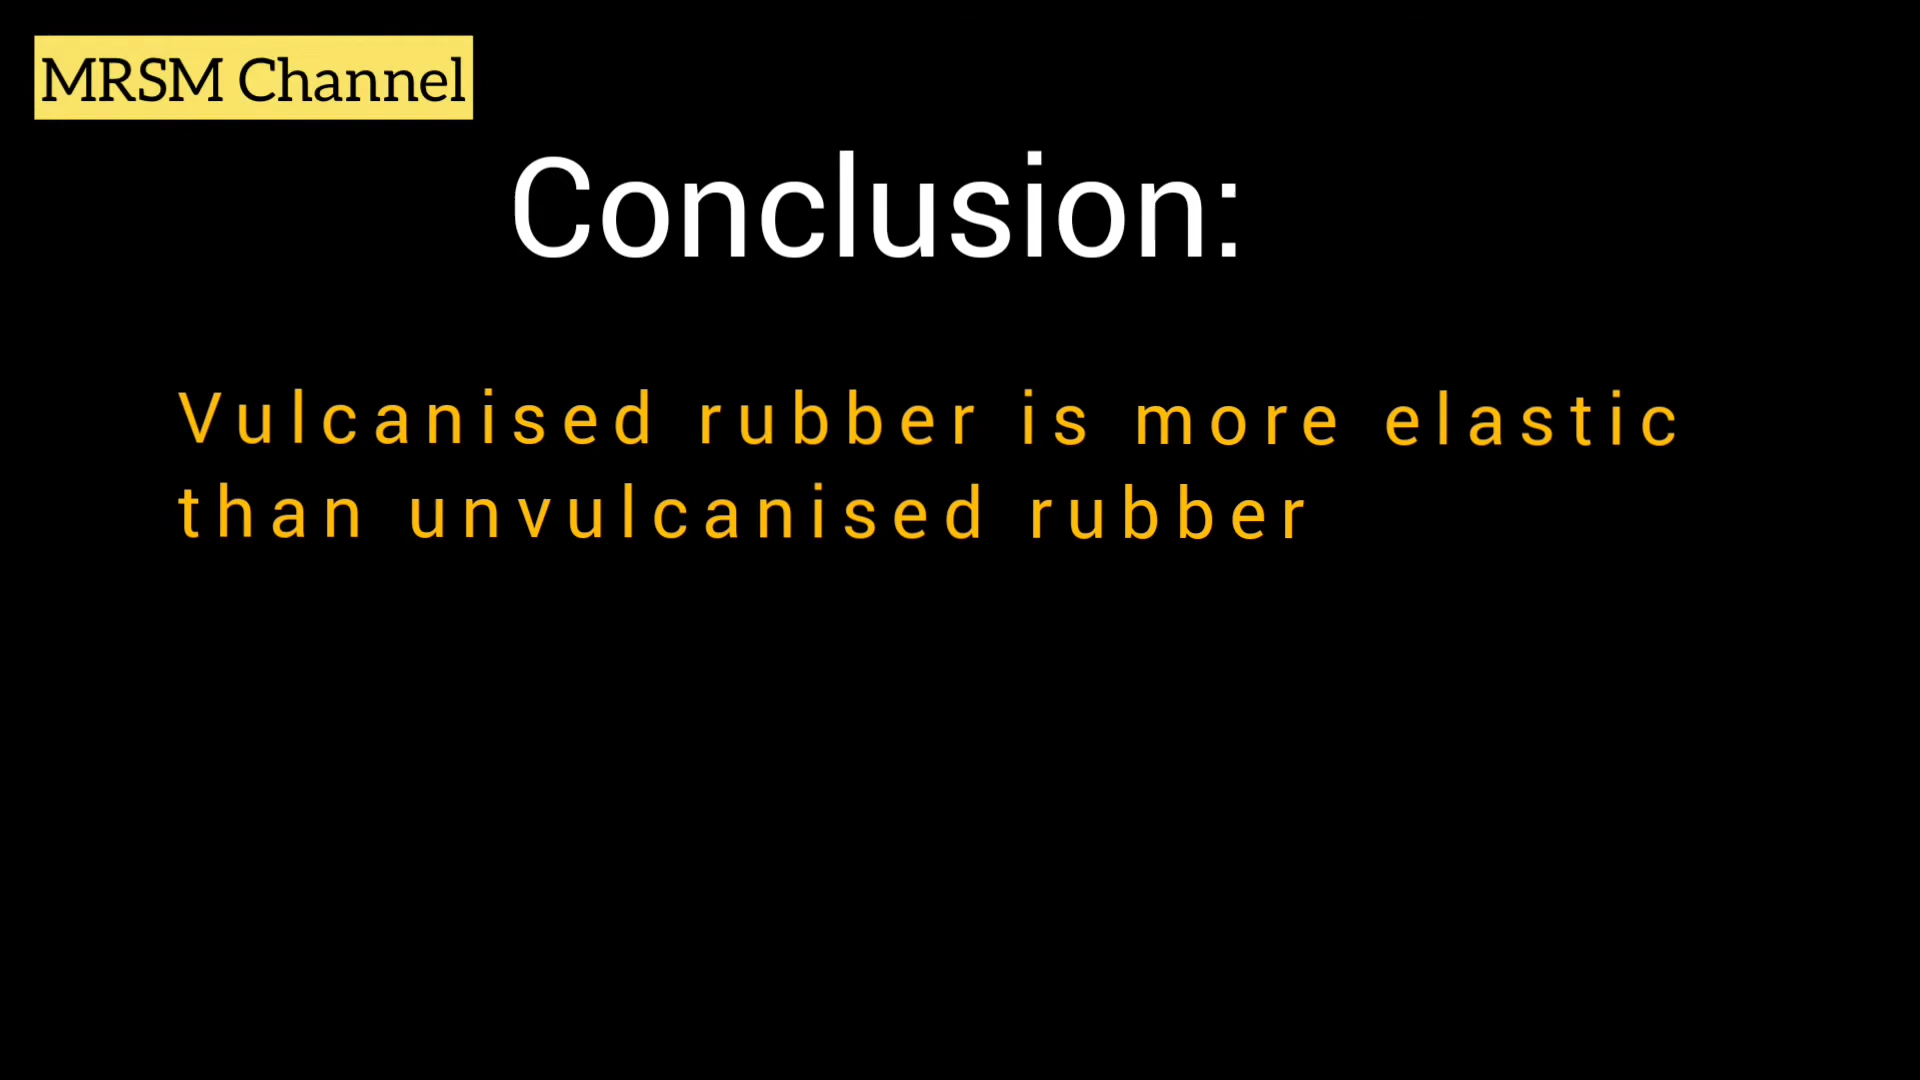 MRSM Channel
Conclusion:
Vulcanised rubber is more elastic
than unvulcanised rubber